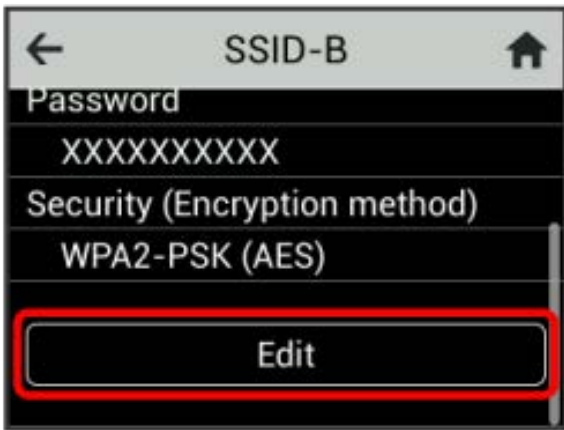 SSID-B
Password
XXXXXXXXXX
Security (Encryption method)
WPA2-PSK (AES)
Edit